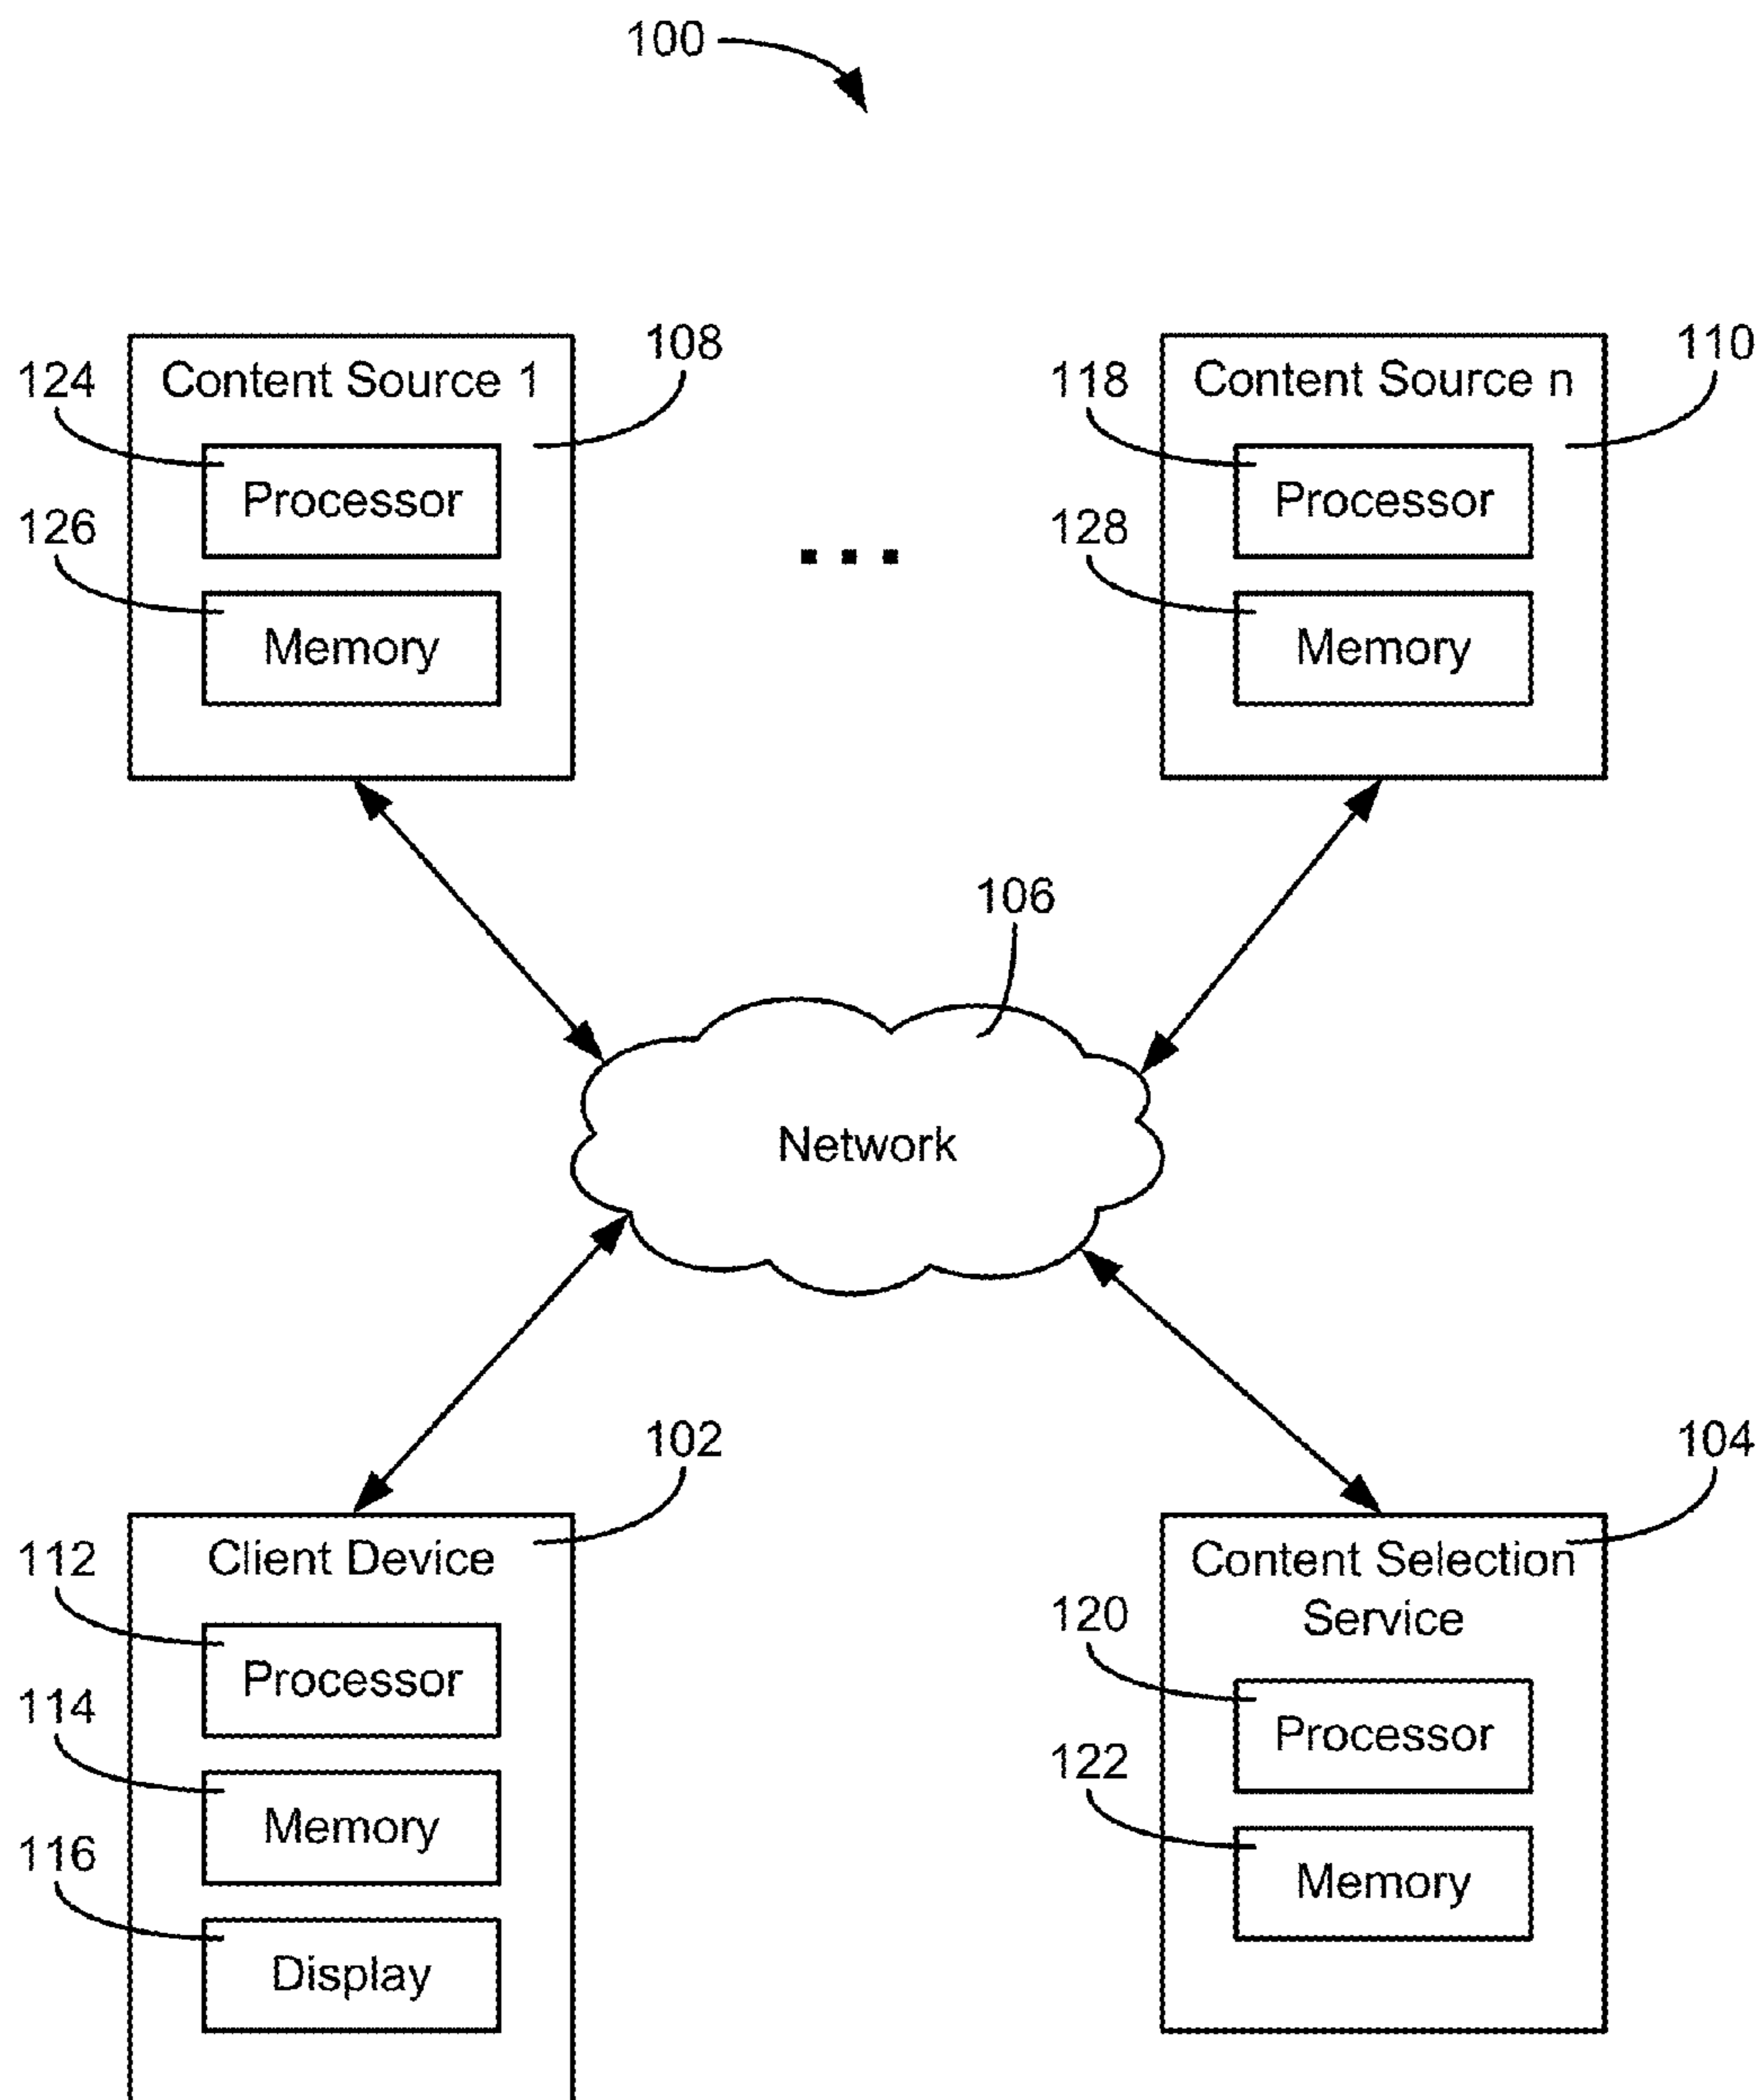 100
108
110
124
Content Source 1
118
Content Source n
Processor
Processor
126
128
Memory
Memory
106
Network
102
104
112
Client Device
Content Selection
Service
120
Processor
Processor
114
122
Memory
Memory
116
Display